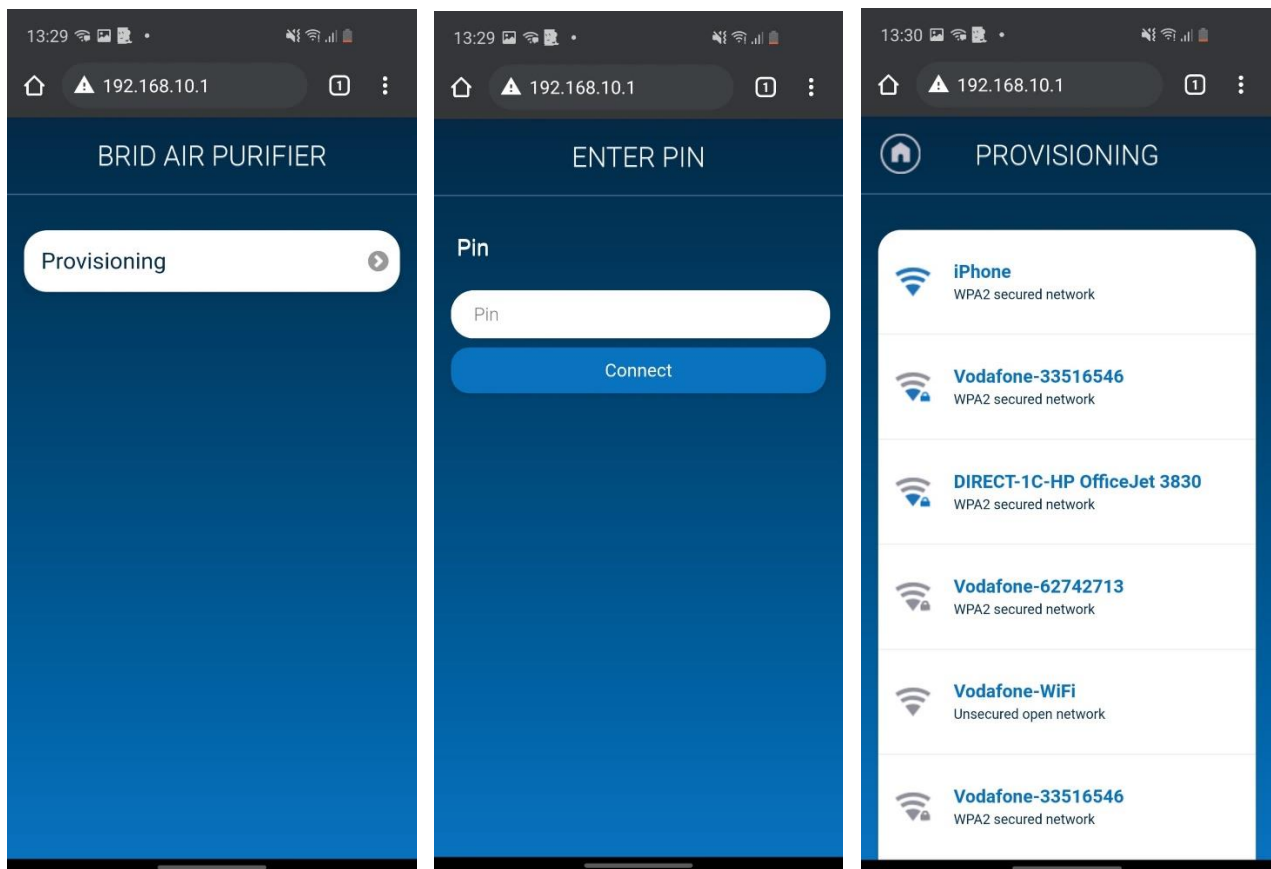 13:29
192.168.10.1
1
BRID AIR PURIFIER
Provisioning
13:29
192.168.10.1
1
ENTER PIN
Pin
Pin
Connect
13:30
192.168.10.1
1
PROVISIONING
iPhone
WPA2 secured network
Vodafone-33516546
WPA2 secured network
DIRECT-1C-HP OfficeJet 3830
WPA2 secured network
Vodafone-62742713
WPA2 secured network
Vodafone-WiFi
Unsecured open network
Vodafone-33516546
WPA2 secured network